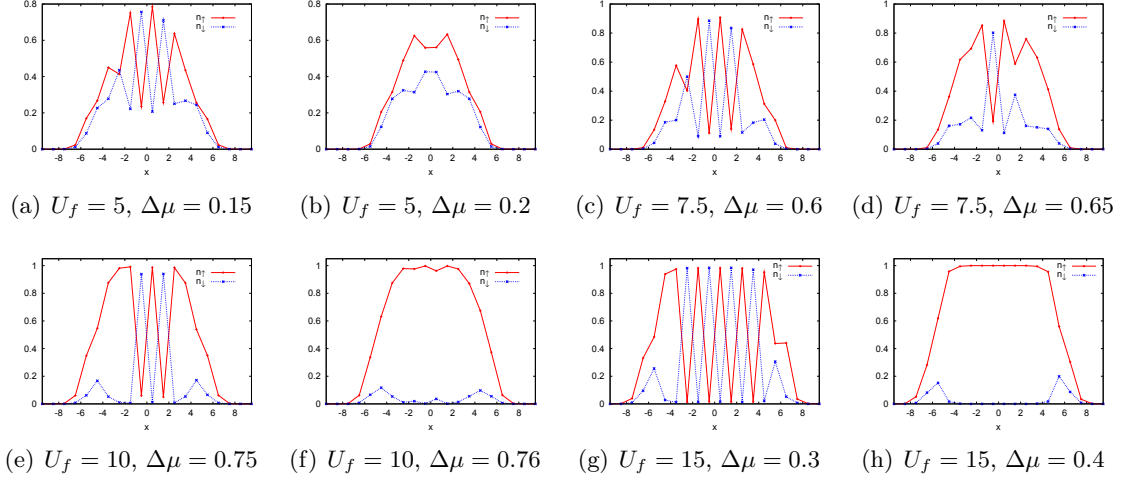 0.8 0.8 1 1
n↑ n↑ n↑ n↑
n↓ n↓ n↓ n↓
0.8 0.8
0.6 0.6
0.6 0.6
0.4 0.4
0.4 0.4
0.2 0.2 0.2 0.2
0 0 0 0
-8 -6 -4 -2 0 2 4 6 8 -8 -6 -4 -2 0 2 4 6 8 -8 -6 -4 -2 0 2 4 6 8 -8 -6 -4 -2 0 2 4 6 8
x x x x
(a) U_f = 5, Δμ = 0.15 (b) U_f = 5, Δμ = 0.2 (c) U_f = 7.5, Δμ = 0.6 (d) U_f = 7.5, Δμ = 0.65
1 1 1 1
n↑ n↑ n↑ n↑
n↓ n↓ n↓ n↓
0.8 0.8 0.8 0.8
0.6 0.6 0.6 0.6
0.4 0.4 0.4 0.4
0.2 0.2 0.2 0.2
0 0 0 0
-8 -6 -4 -2 0 2 4 6 8 -8 -6 -4 -2 0 2 4 6 8 -8 -6 -4 -2 0 2 4 6 8 -8 -6 -4 -2 0 2 4 6 8
x x x x
(e) U_f = 10, Δμ = 0.75 (f) U_f = 10, Δμ = 0.76 (g) U_f = 15, Δμ = 0.3 (h) U_f = 15, Δμ = 0.4